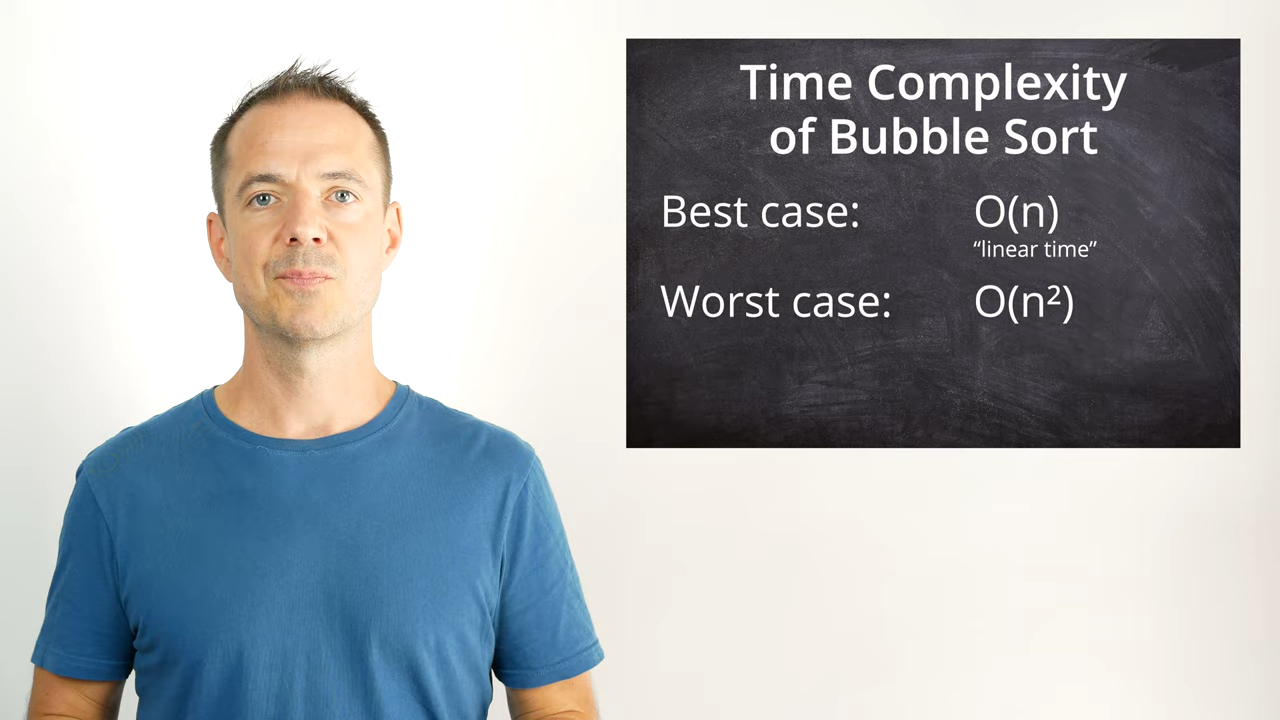 Time Complexity
of Bubble Sort
Best case: O(n)
“linear time”
Worst case: O(n²)